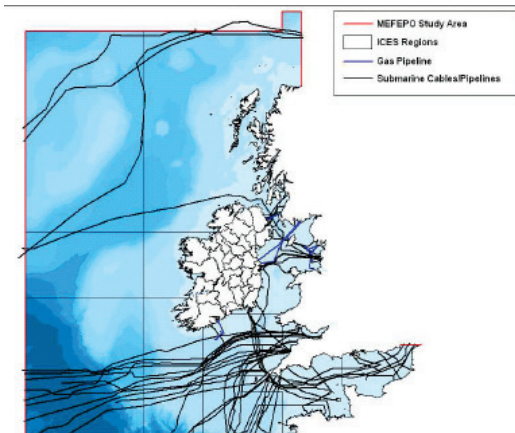 MEFEPO Study Area
ICES Regions
Gas Pipeline
Submarine Cables/Pipelines